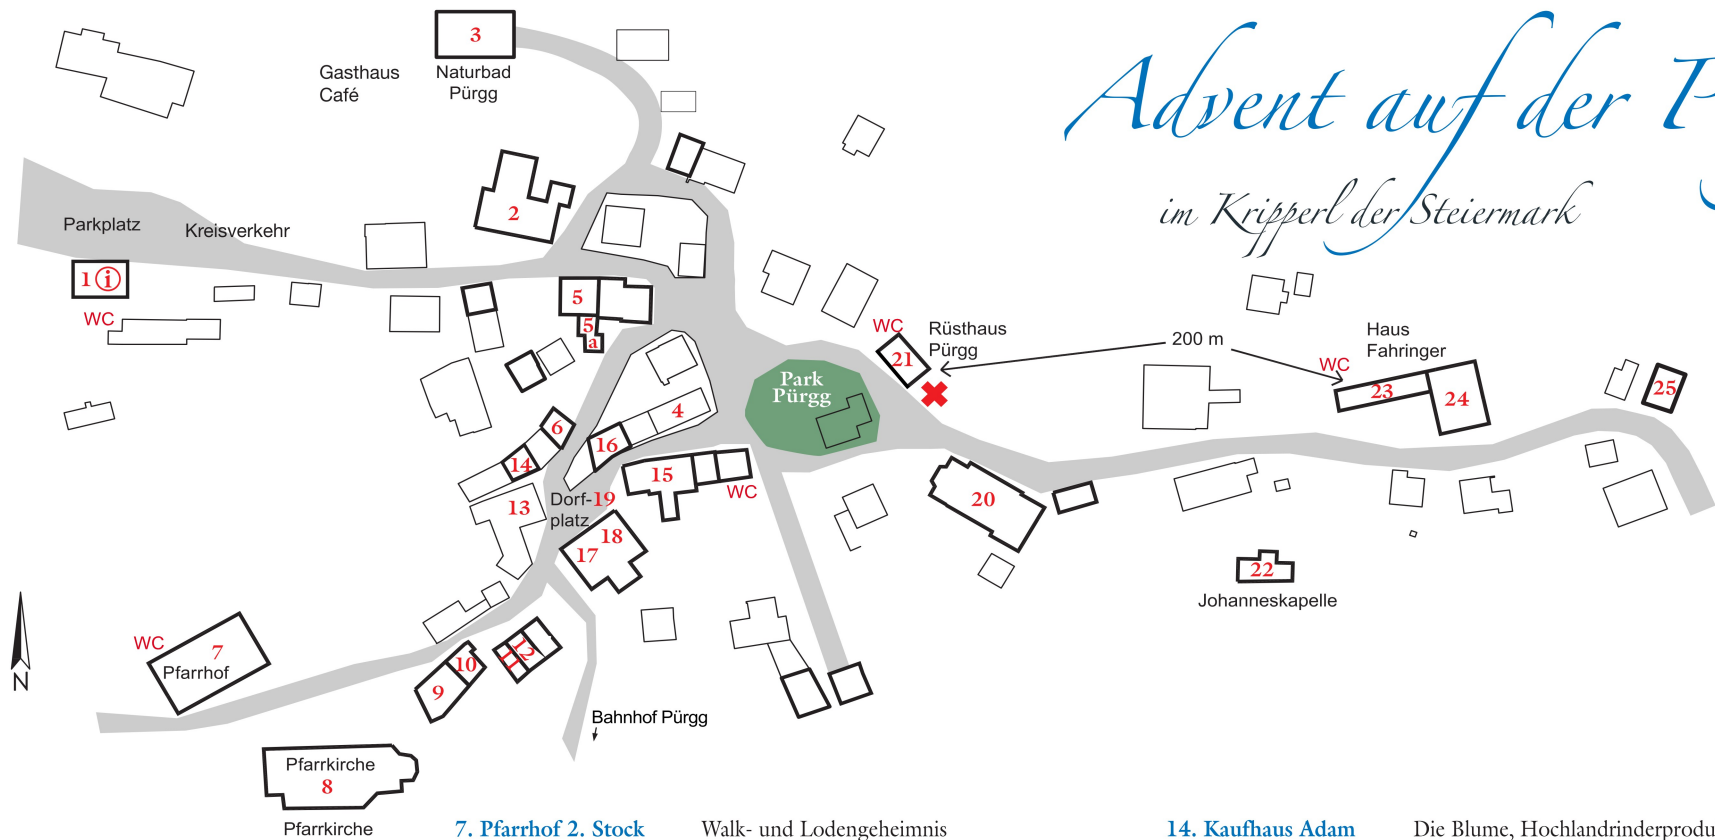 Advent auf der P
im Kripperl der Steiermark
3
Naturbad
Pürgg
Gasthaus
Café
2
Parkplatz
Kreisverkehr
1 i
WC
5
5
a
4
6
16
14
13
Dorf-19
platz
15
WC
18
17
Park
Pürgg
WC
21
Rüsthaus
Pürgg
200 m
Haus
Fahringer
WC
23
24
25
20
22
Johanneskapelle
N
WC
7
Pfarrhof
10
9
11
12
Bahnhof Pürgg
Pfarrkirche
8
Pfarrkirche
7. Pfarrhof 2. Stock Walk- und Lodengeheimnis
14. Kaufhaus Adam Die Blume, Hochlandrinderprodu